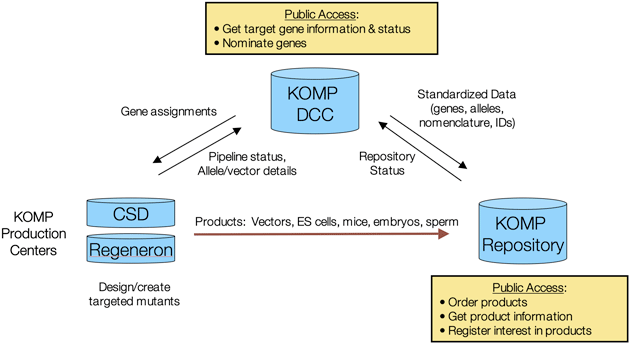 Public Access:
• Get target gene information & status
• Nominate genes
KOMP
DCC
Gene assignments
Standardized Data
(genes, alleles,
nomenclature, IDs)
Pipeline status,
Allele/vector details
Repository
Status
KOMP
Production
Centers
CSD
Regeneron
Products: Vectors, ES cells, mice, embryos, sperm
KOMP
Repository
Design/create
targeted mutants
Public Access:
• Order products
• Get product information
• Register interest in products